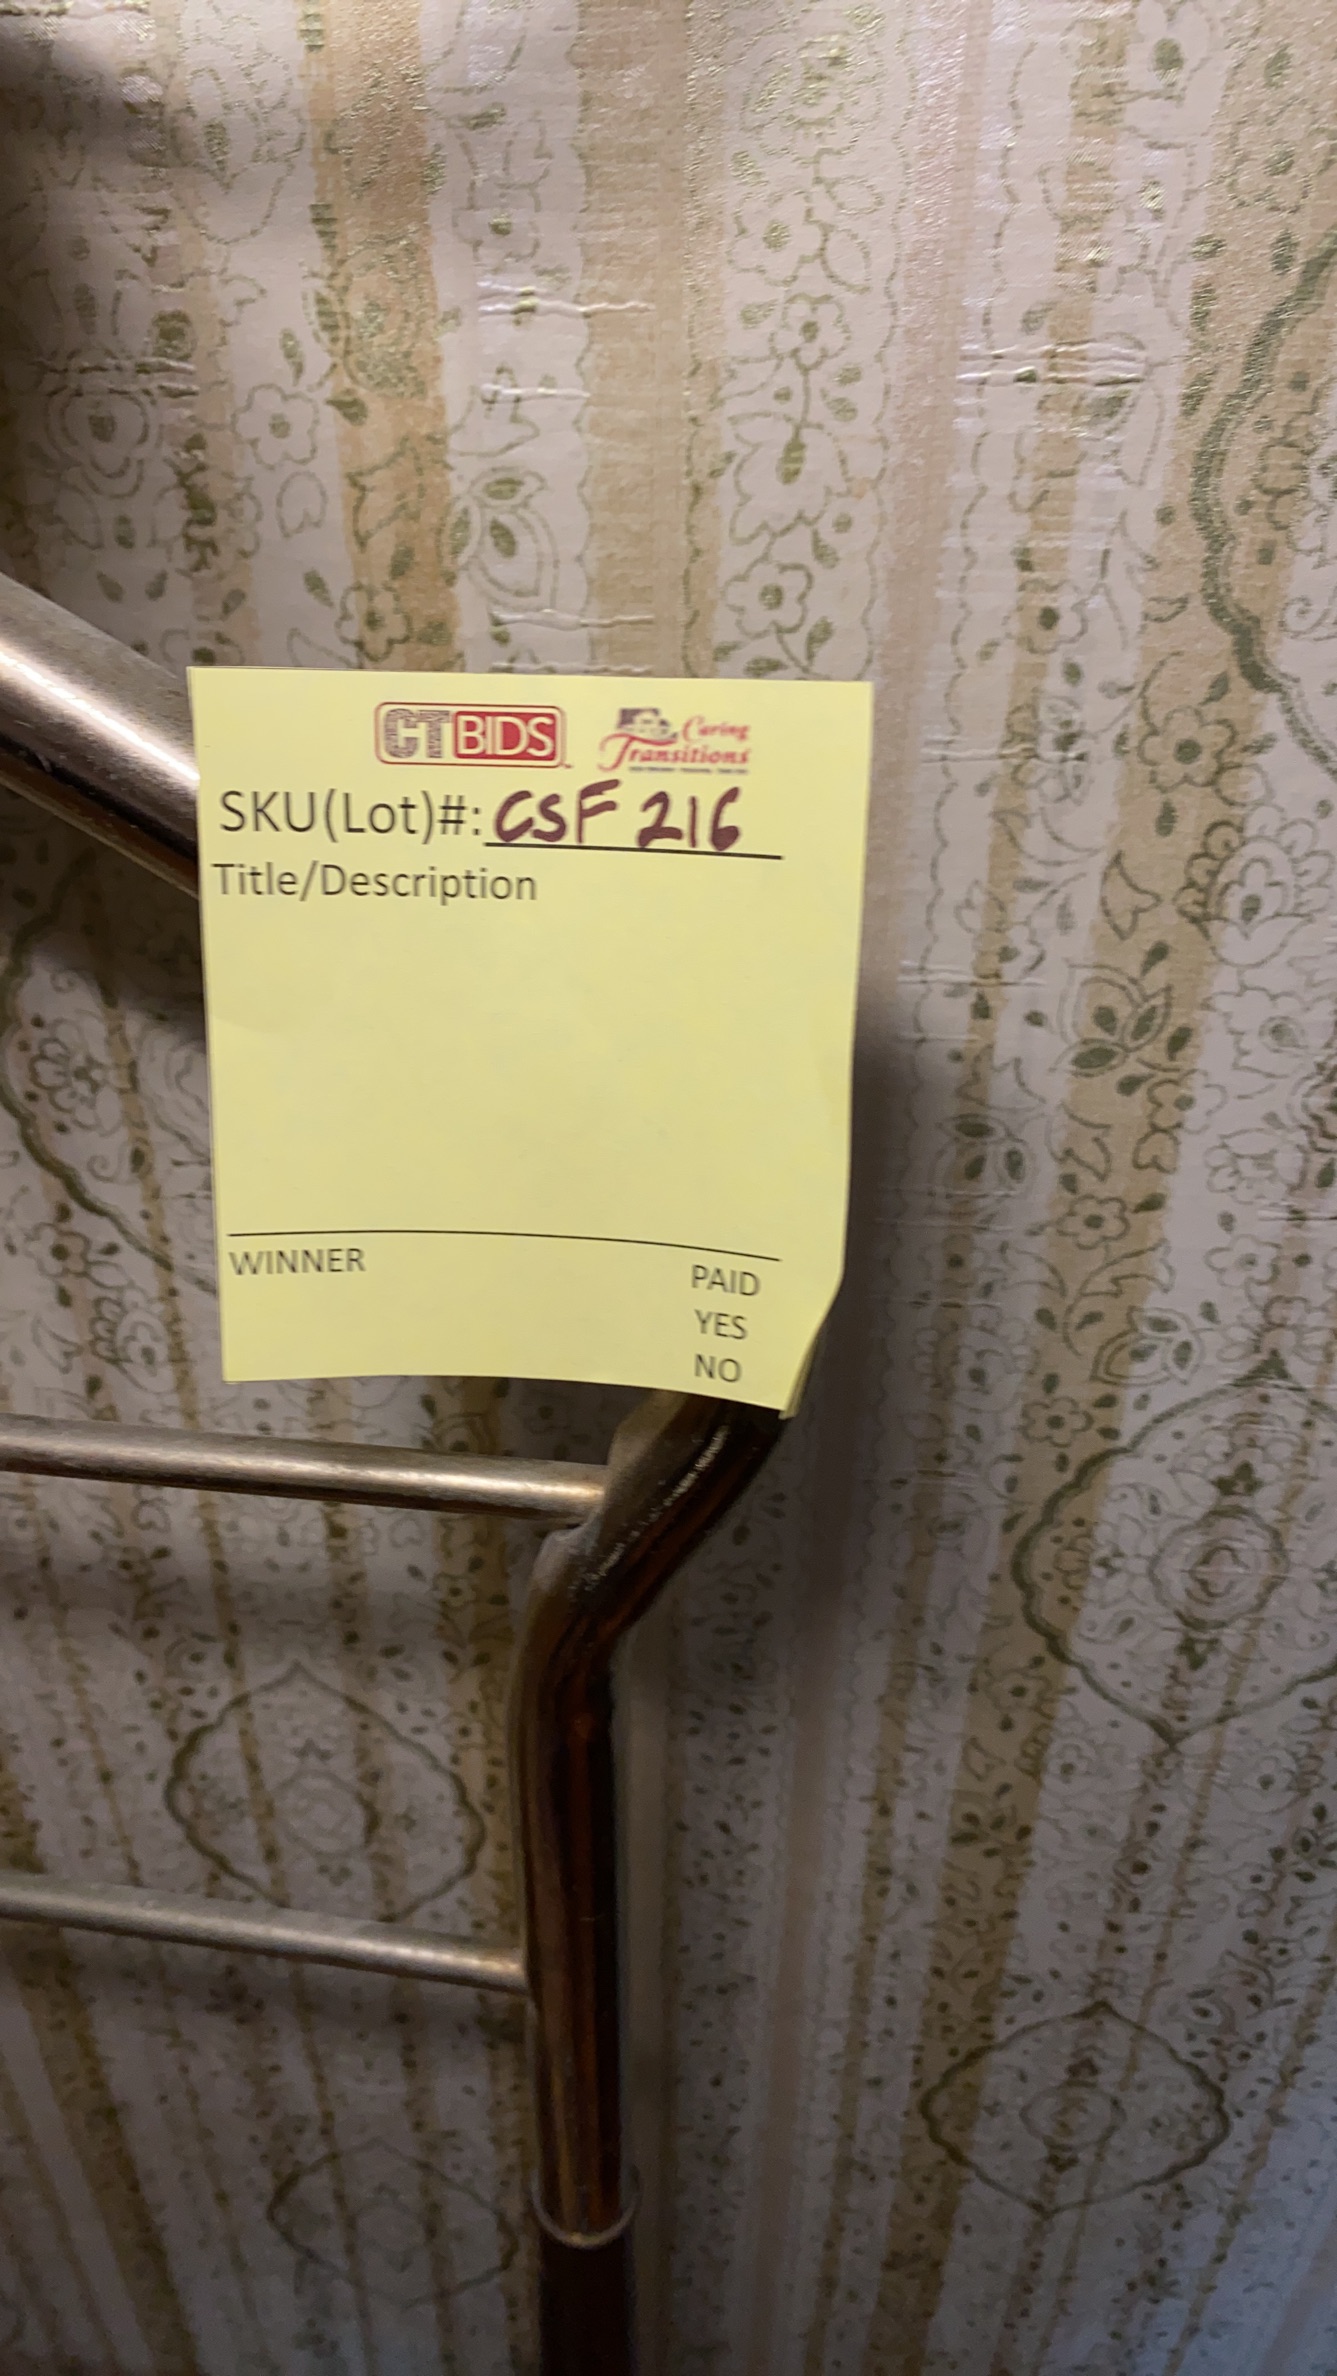 CTBIDS Caring Transitions
SKU(Lot)#: CSF 216
Title/Description
WINNER PAID
YES
NO